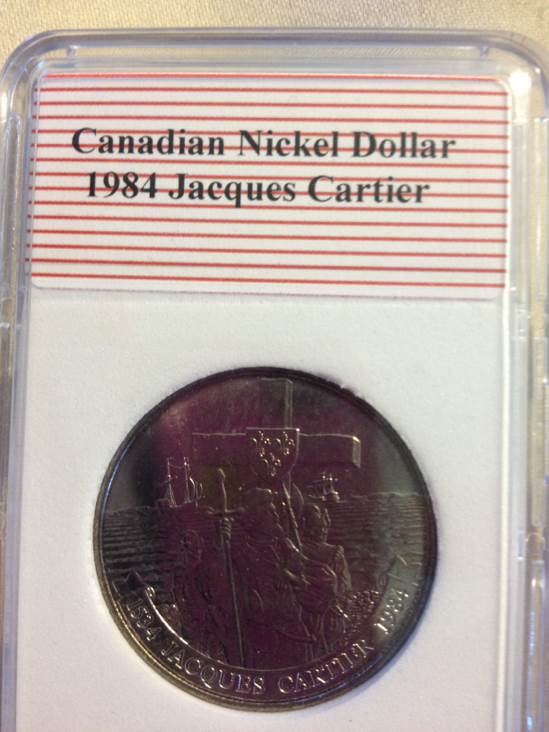 Canadian Nickel Dollar
1984 Jacques Cartier
1534 JACQUES CARTIER 1984